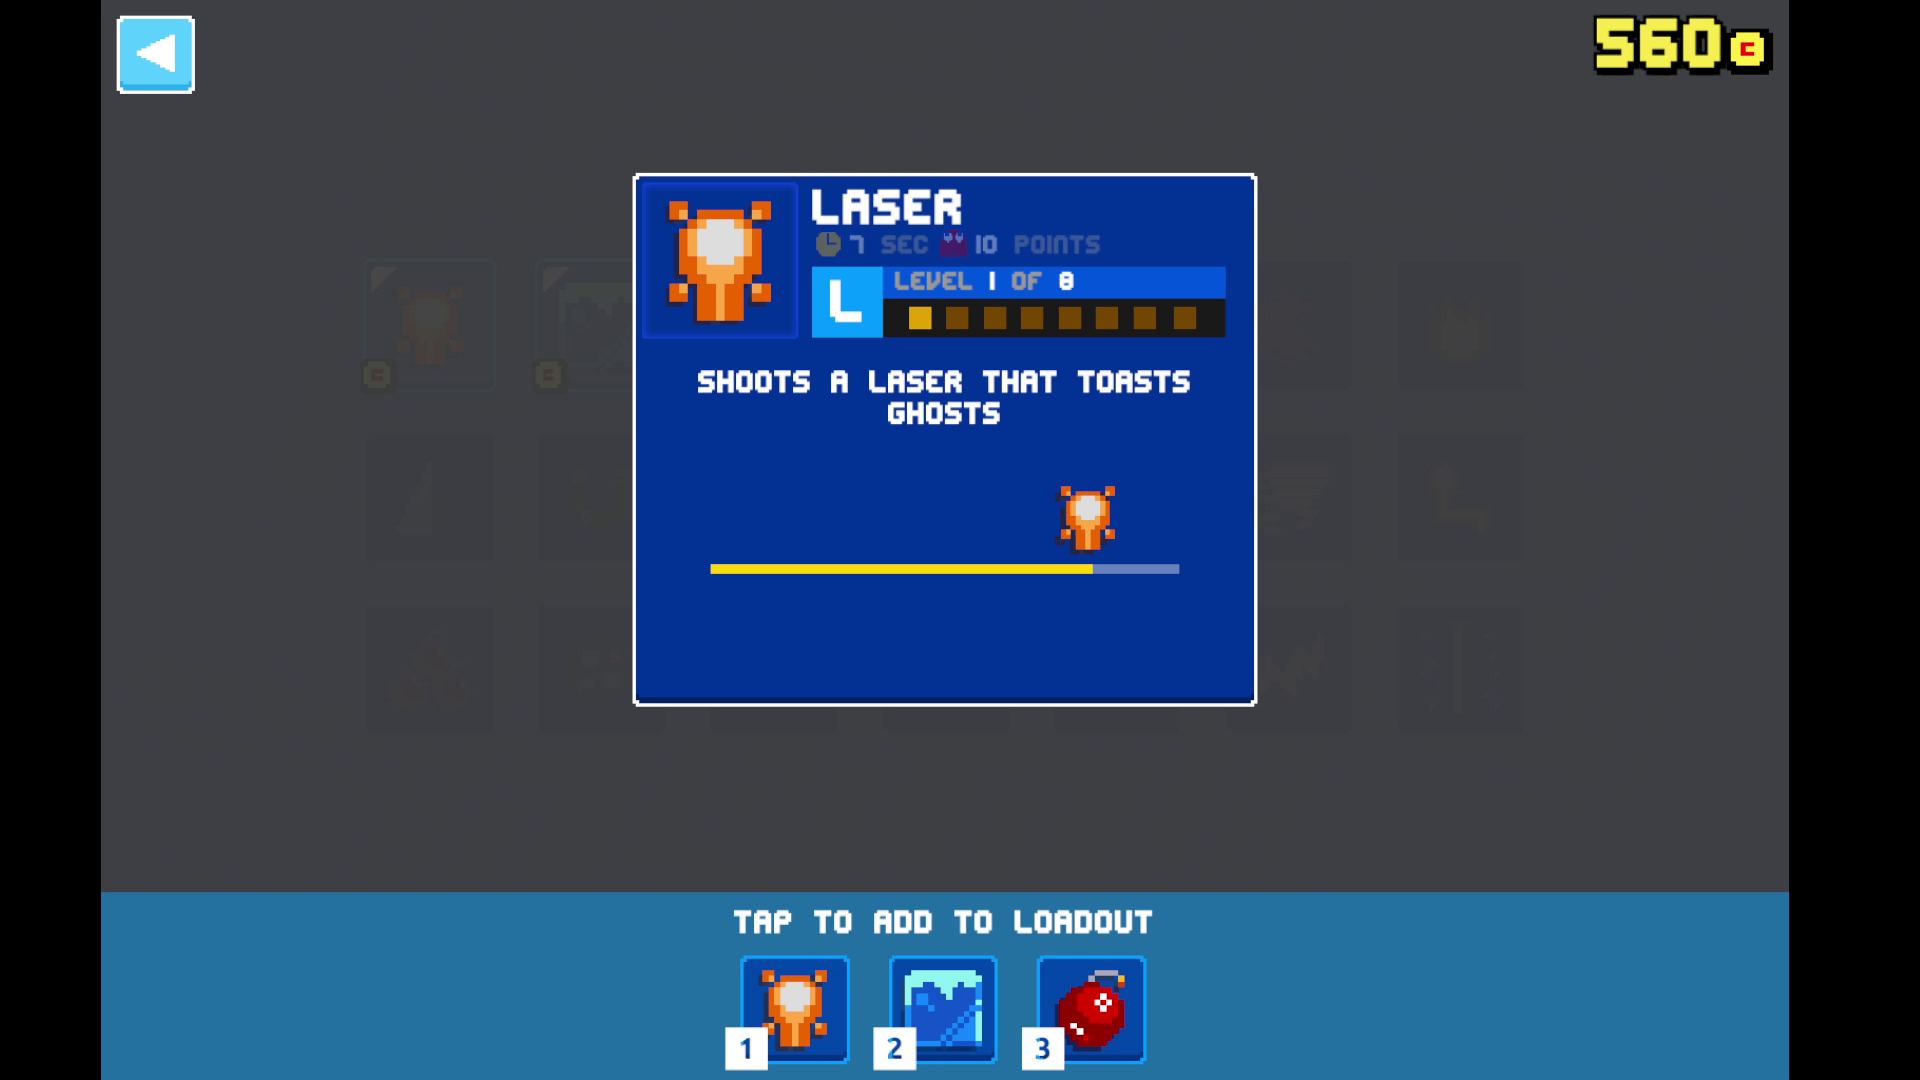 560 C
LASER
7 SEC 10 POINTS
L
LEVEL 1 OF 8
SHOOTS A LASER THAT TOASTS
GHOSTS
C C
TAP TO ADD TO LOADOUT
1 2 3